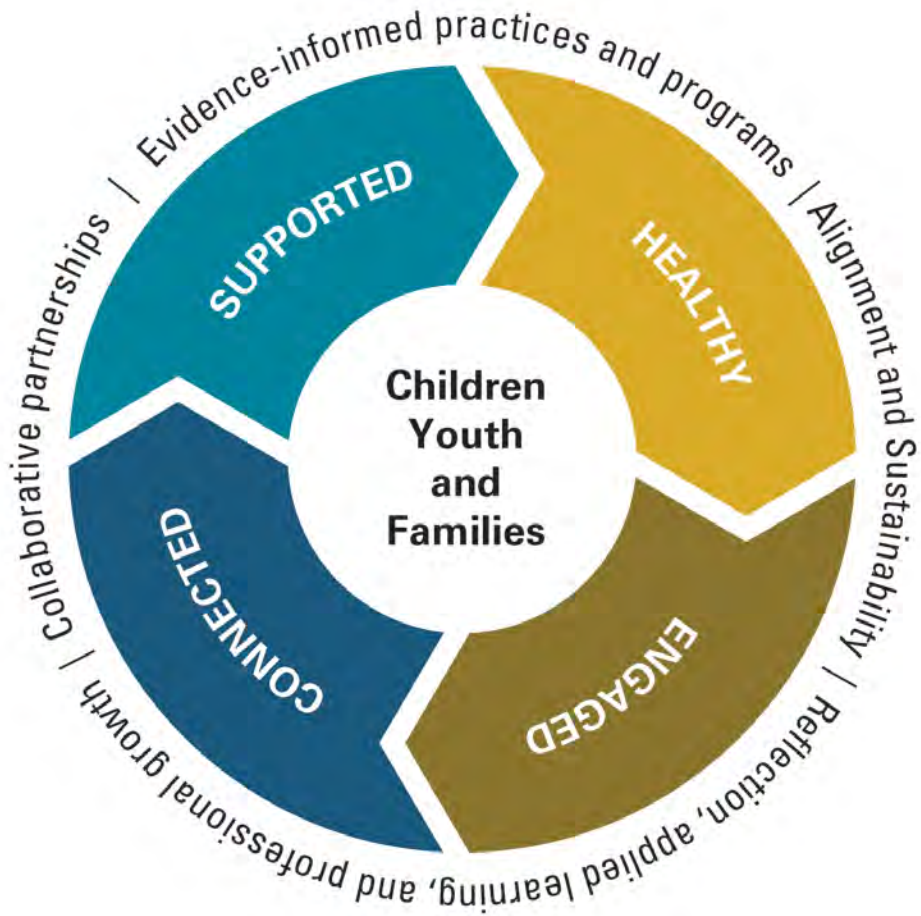 Evidence-informed practices and programs | Alignment and Sustainability | Reflection, applied learning, and professional growth | Collaborative partnerships |
SUPPORTED
HEALTHY
ENGAGED
CONNECTED
Children
Youth
and
Families